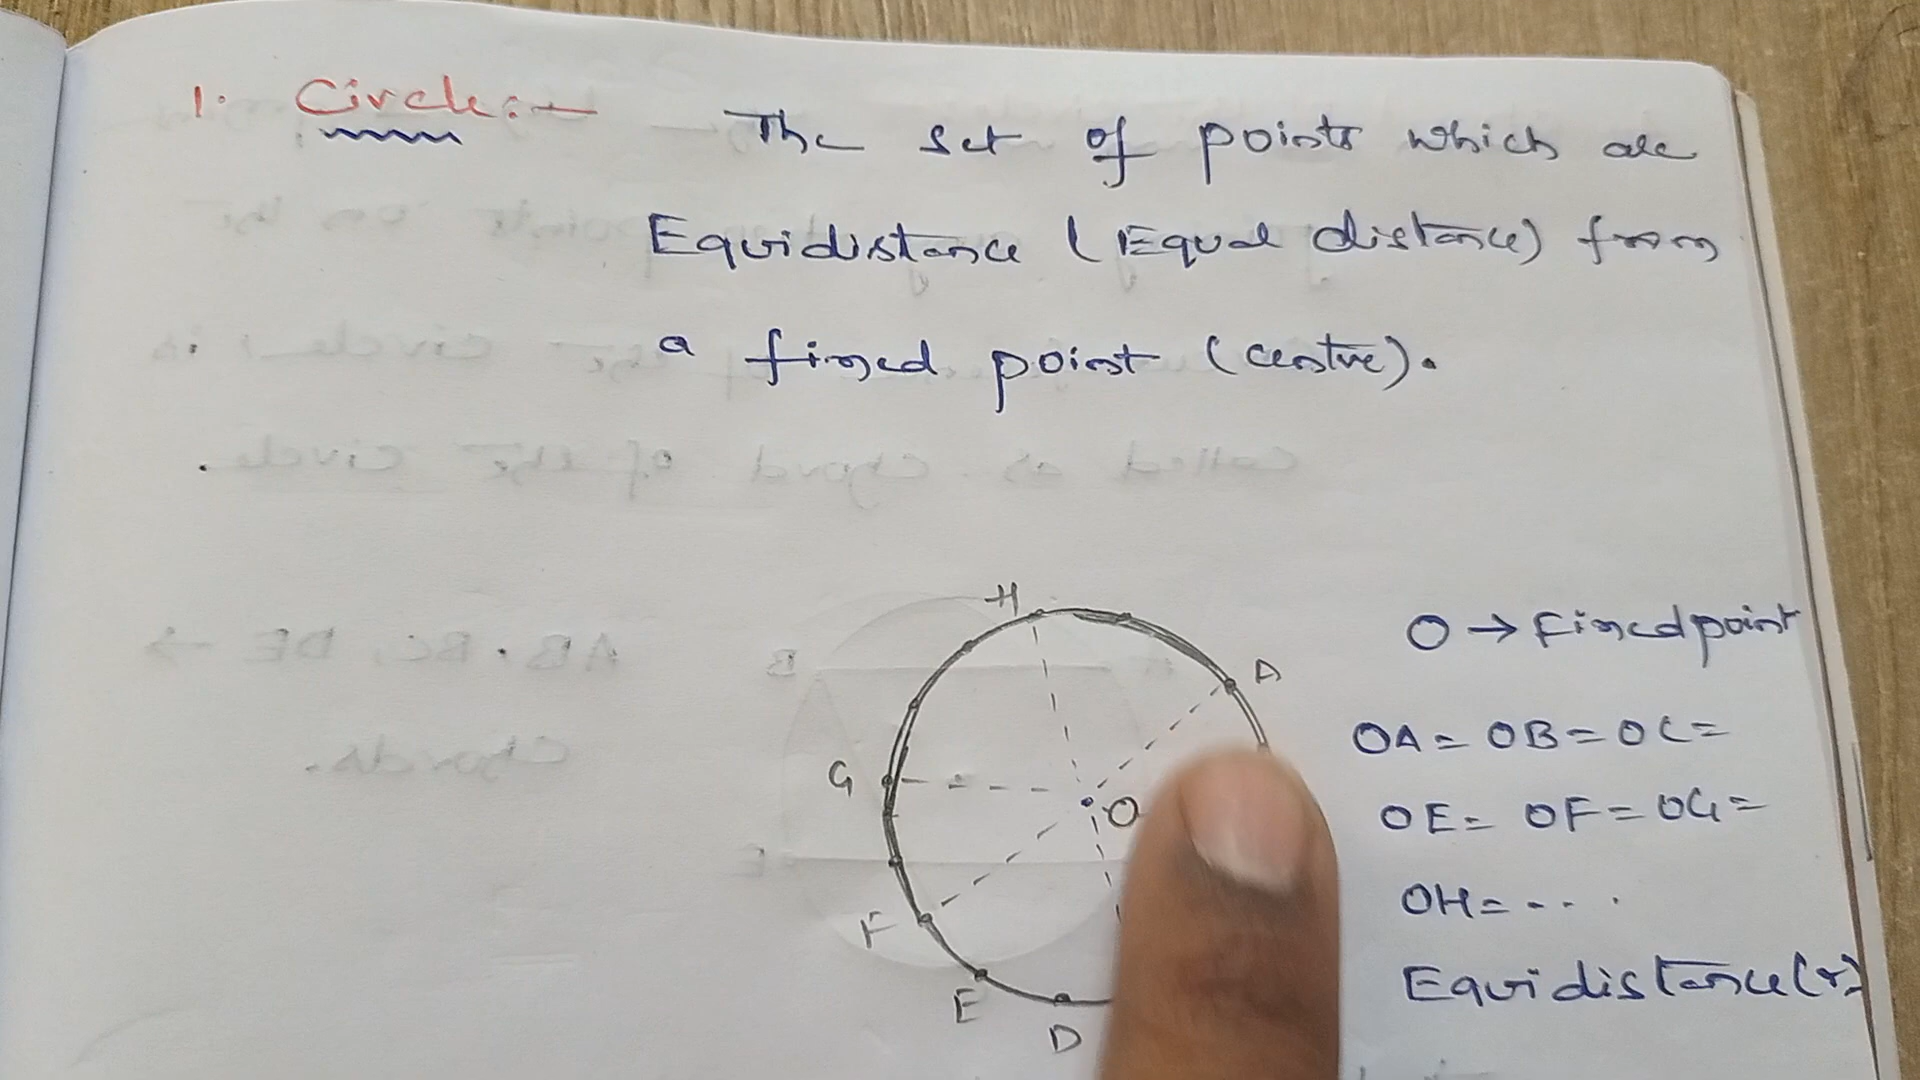 1. Circle:-
The set of points which are
Equidistance (Equal distance) from
a fixed point (centre).
H
A
G
O
F
E
D
O → Fixed point
OA = OB = OC =
OE = OF = OG =
OH = - - - .
Equidistance (r)